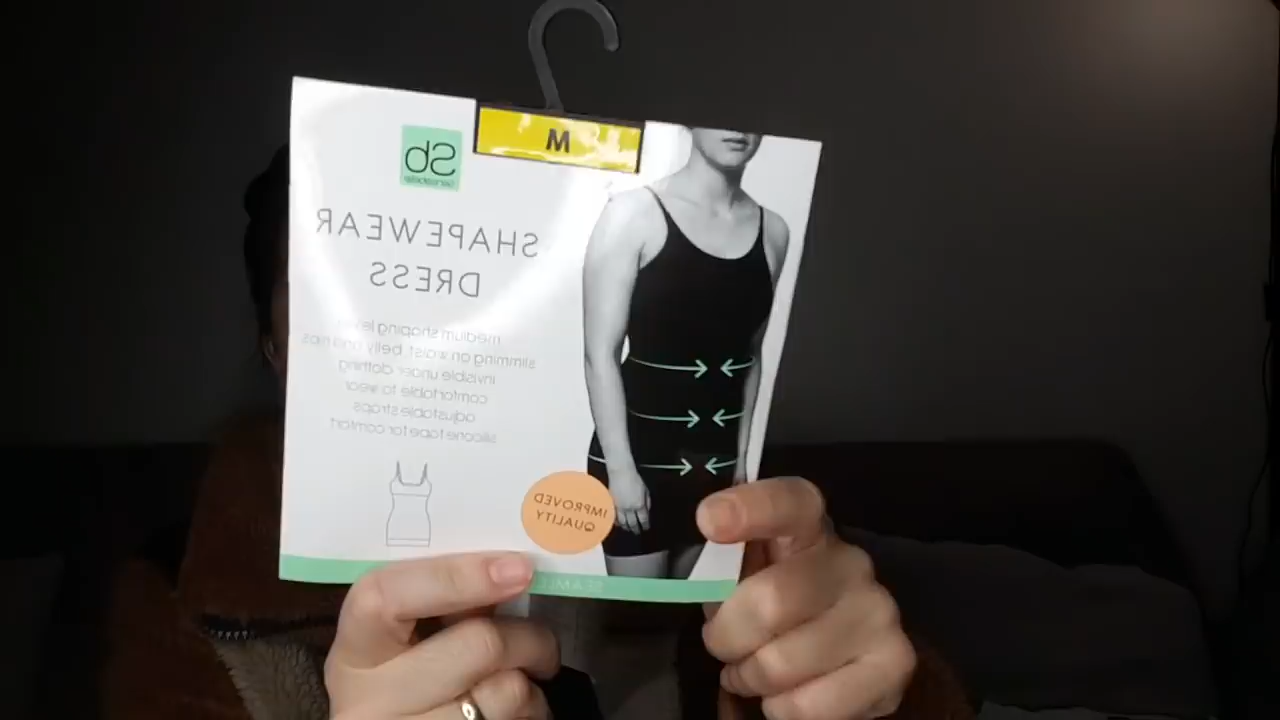 M
Sb
SHAPEWEAR
DRESS
medium shaping level
slimming on waist, belly and hips
invisible under clothing
comfortable to wear
adjustable straps
silicone tape for comfort
IMPROVED
QUALITY